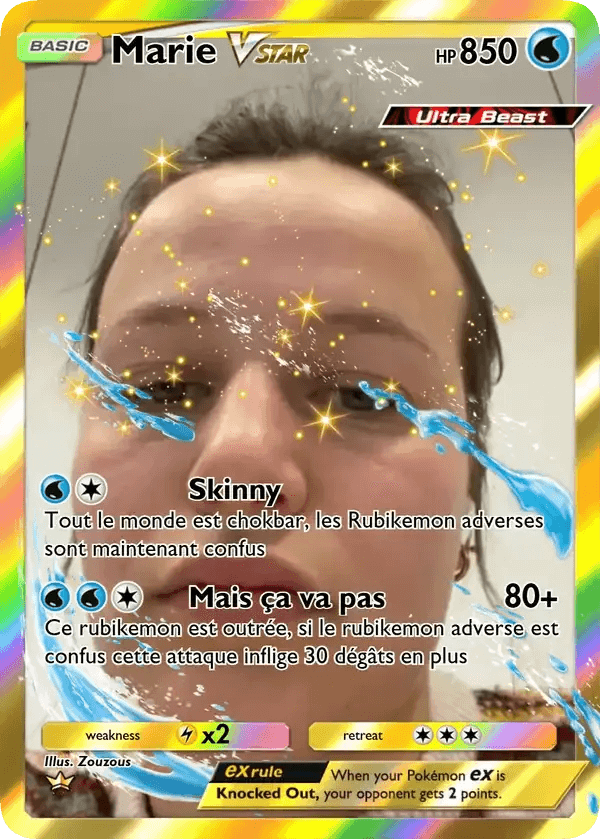 BASIC Marie VSTAR HP 850
Ultra Beast
Skinny
Tout le monde est chokbar, les Rubikemon adverses
sont maintenant confus
Mais ça va pas 80+
Ce rubikemon est outrée, si le rubikemon adverse est
confus cette attaque inflige 30 dégâts en plus
weakness x2 retreat
Illus. Zouzous
ex rule When your Pokémon ex is
Knocked Out, your opponent gets 2 points.